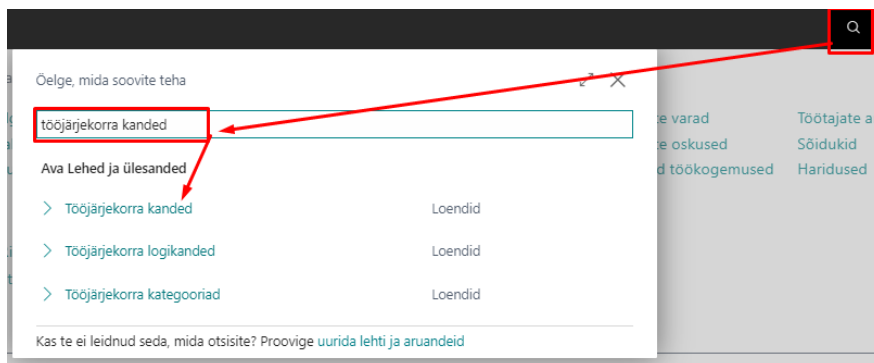 Öelge, mida soovite teha
tööjärjekorra kanded
Ava Lehed ja ülesanded
Tööjärjekorra kanded Loendid
Tööjärjekorra logikanded Loendid
Tööjärjekorra kategooriad Loendid
Kas te ei leidnud seda, mida otsisite? Proovige uurida lehti ja aruandeid
varad Töötajate a
oskused Sõidukid
töökogemused Haridused